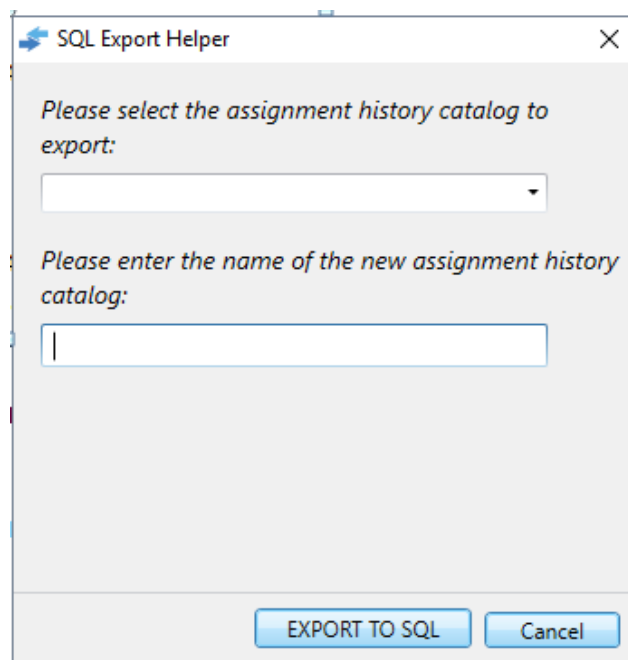 SQL Export Helper
Please select the assignment history catalog to
export:
Please enter the name of the new assignment history
catalog:
EXPORT TO SQL
Cancel